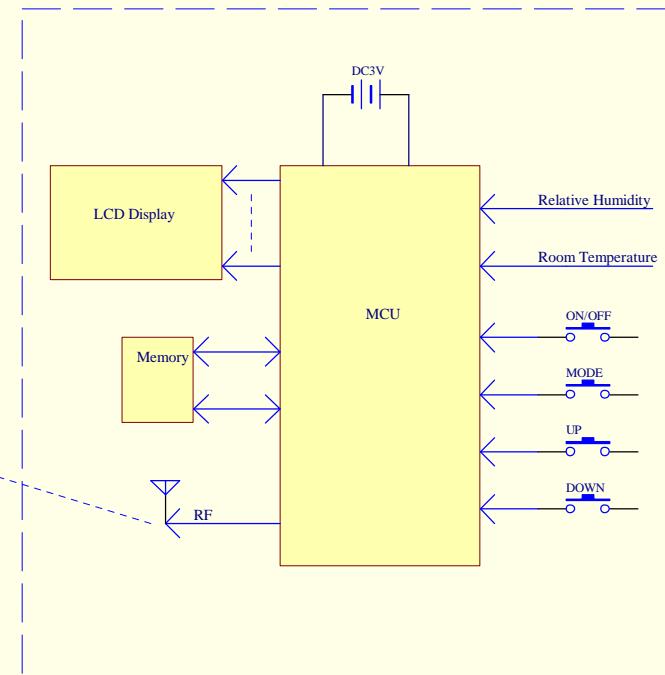 DC3V
LCD Display
Relative Humidity
Room Temperature
MCU
ON/OFF
Memory
MODE
UP
DOWN
RF